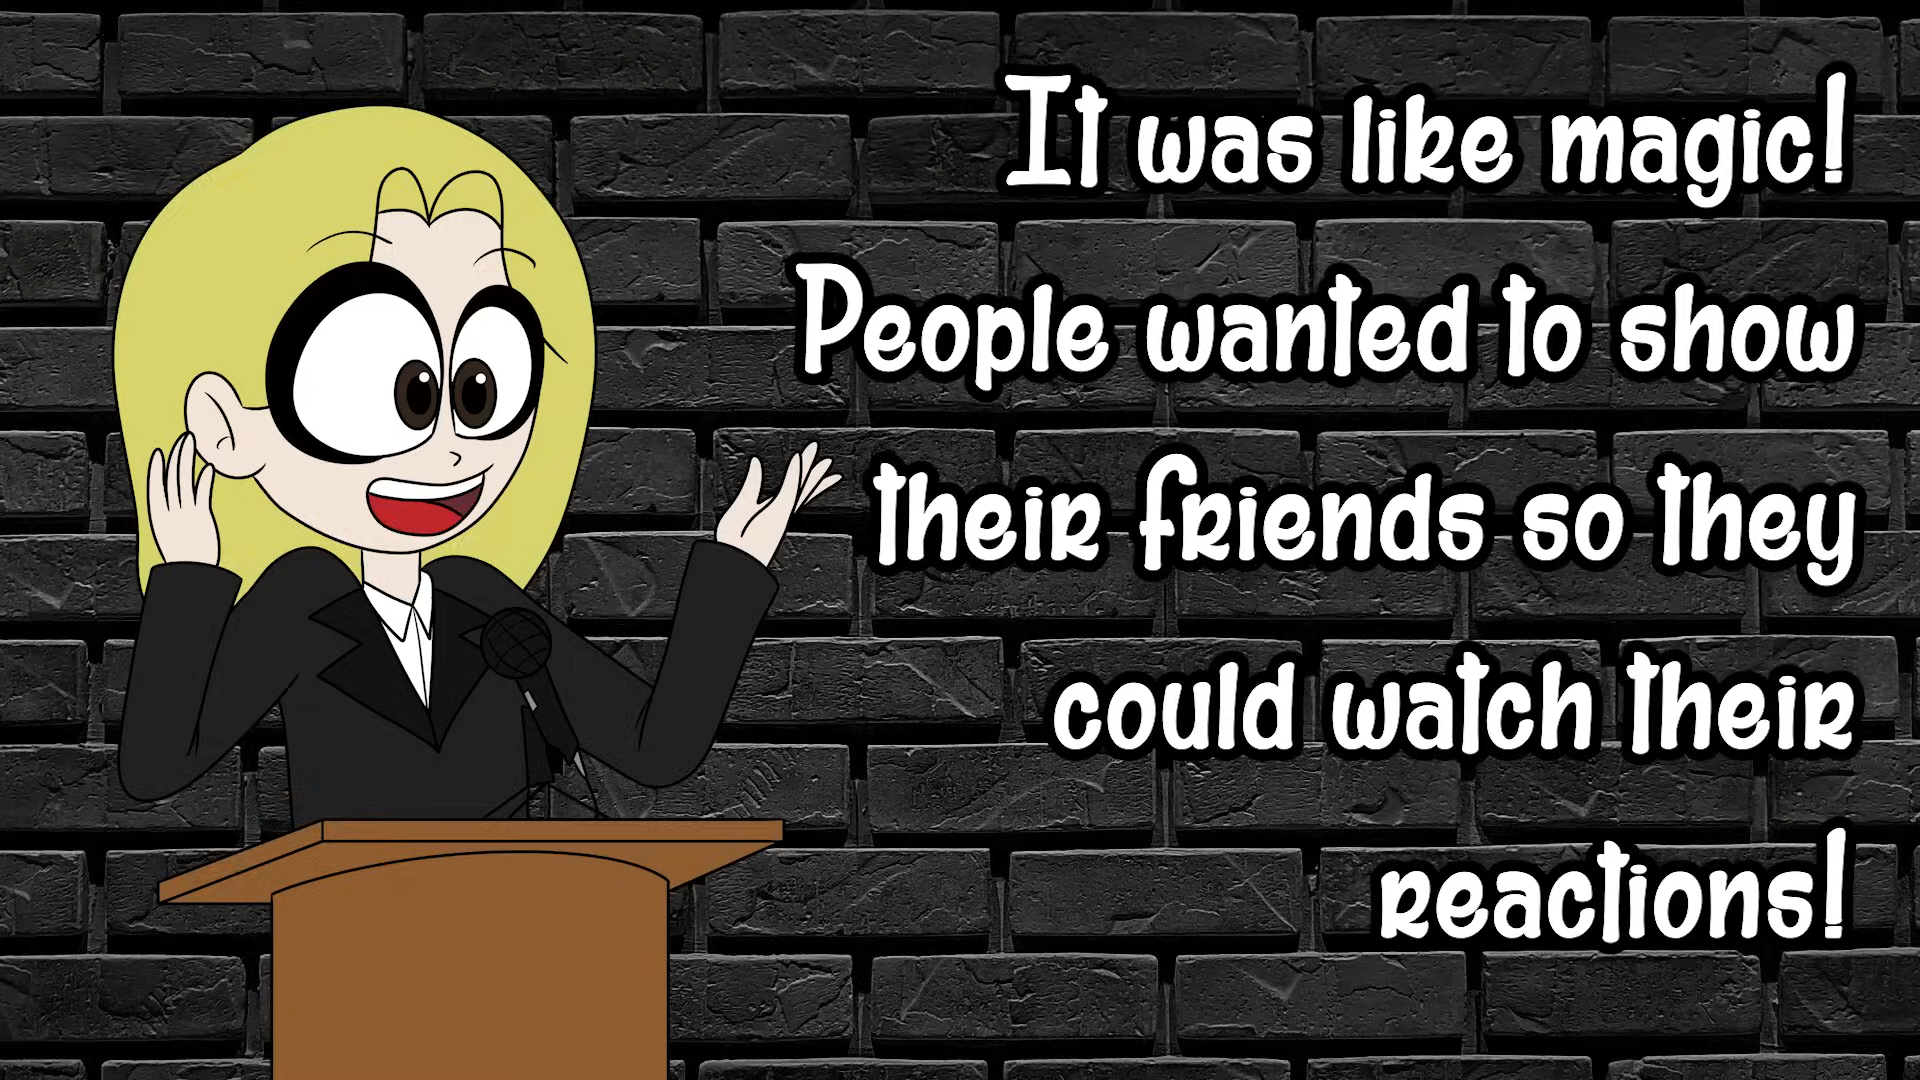 It was like magic!
People wanted to show
their friends so they
could watch their
reactions!